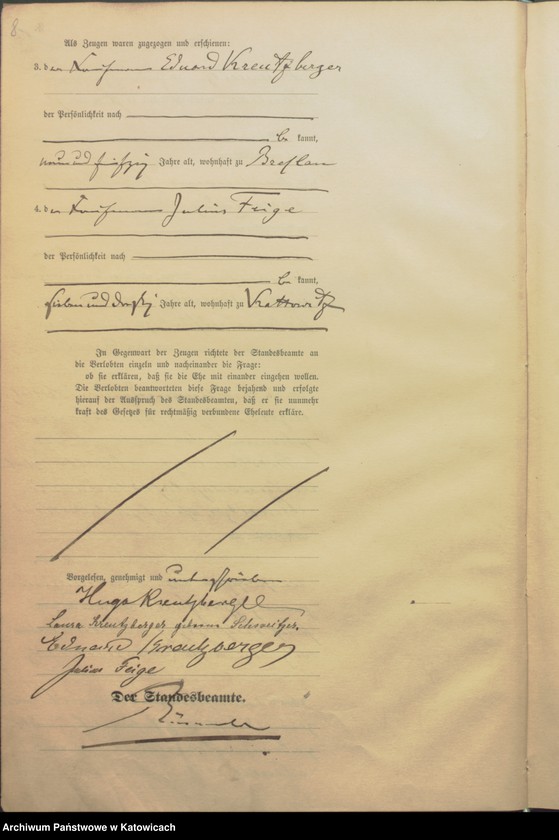 8.
Als Zeugen waren zugezogen und erschienen:
3. der Kaufmann Eduard Kreutzberger
der Persönlichkeit nach
be kannt,
neunundfünfzig Jahre alt, wohnhaft zu Breslau
4. der Kaufmann Julius Feige
der Persönlichkeit nach
be kannt,
siebenunddreißig Jahre alt, wohnhaft zu Kattowitz
In Gegenwart der Zeugen richtete der Standesbeamte an
die Verlobten einzeln und nacheinander die Frage:
ob sie erklären, daß sie die Ehe mit einander eingehen wollen.
Die Verlobten beantworteten diese Frage bejahend und erfolgte
hierauf der Ausspruch des Standesbeamten, daß er sie nunmehr
kraft des Gesetzes für rechtmäßig verbundene Eheleute erkläre.
Vorgelesen, genehmigt und unterschrieben
Hugo Kreutzberger
Laura Kreutzberger geborene Schweitzer.
Eduard Kreutzberger
Julius Feige
Der Standesbeamte.
Archiwum Państwowe w Katowicach